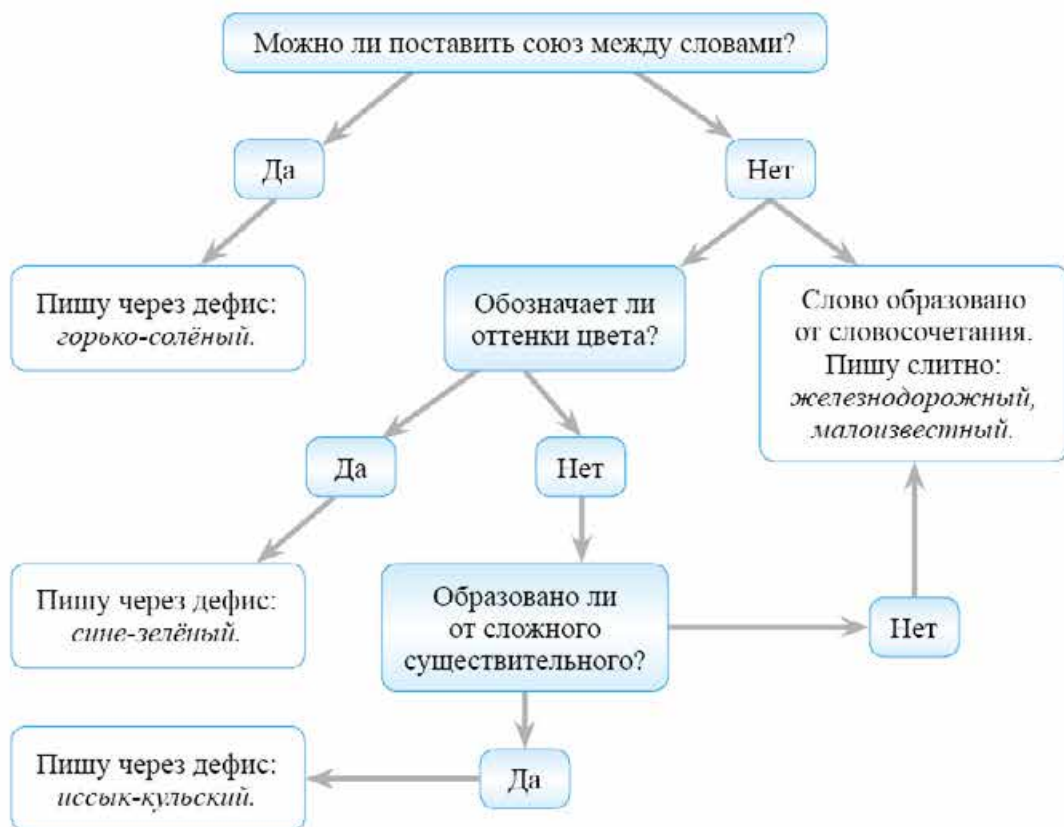 Можно ли поставить союз между словами?
Да
Нет
Пишу через дефис:
горько-солёный.
Обозначает ли
оттенки цвета?
Слово образовано
от словосочетания.
Пишу слитно:
железнодорожный,
малоизвестный.
Да
Нет
Пишу через дефис:
сине-зелёный.
Образовано ли
от сложного
существительного?
Нет
Пишу через дефис:
иссык-кульский.
Да